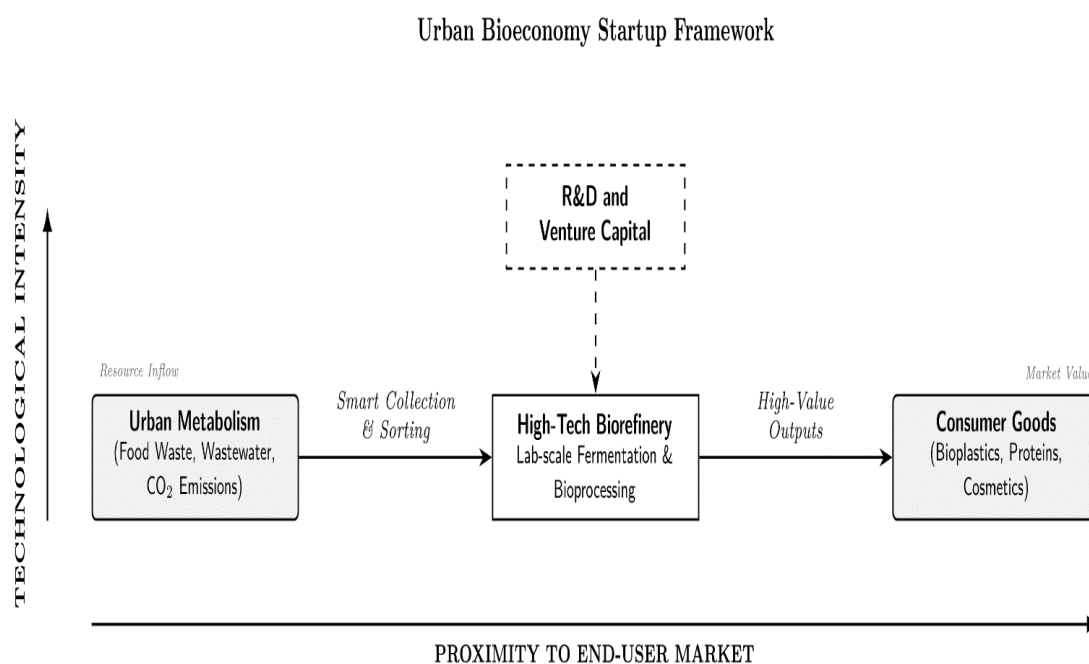 Urban Bioeconomy Startup Framework
TECHNOLOGICAL INTENSITY
R&D and
Venture Capital
Resource Inflow
Market Value
Urban Metabolism
(Food Waste, Wastewater,
CO₂ Emissions)
Smart Collection
& Sorting
High-Tech Biorefinery
Lab-scale Fermentation &
Bioprocessing
High-Value
Outputs
Consumer Goods
(Bioplastics, Proteins,
Cosmetics)
PROXIMITY TO END-USER MARKET